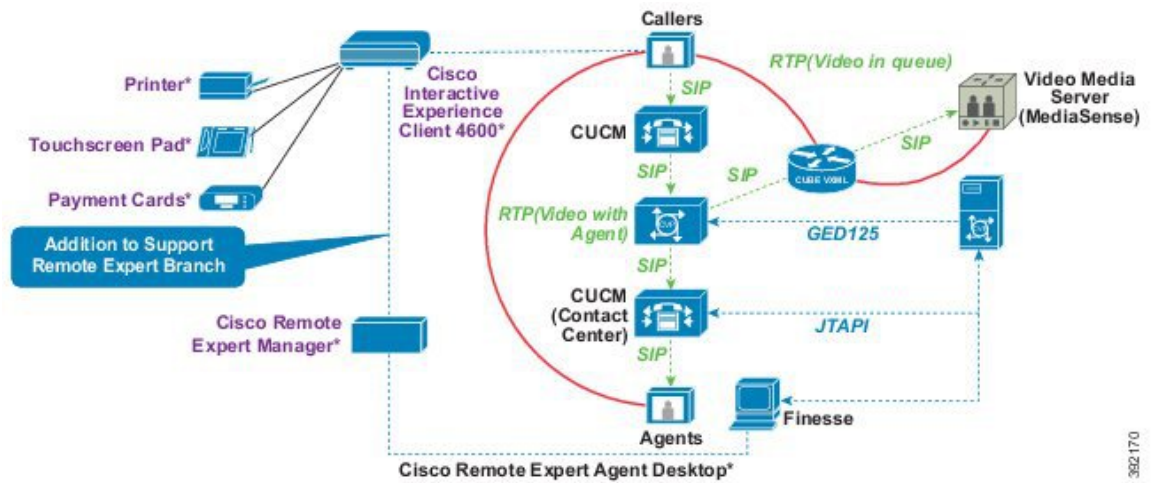 Callers
RTP(Video in queue)
Video Media
Server
(MediaSense)
Printer*
Cisco
Interactive
Experience
Client 4600*
SIP
CUCM
Touchscreen Pad*
SIP
SIP
SIP
CUBE VXML
Payment Cards*
RTP(Video with
Agent)
GED125
Addition to Support
Remote Expert Branch
SIP
CUCM
(Contact
Center)
JTAPI
Cisco Remote
Expert Manager*
SIP
Finesse
Agents
Cisco Remote Expert Agent Desktop*
392170